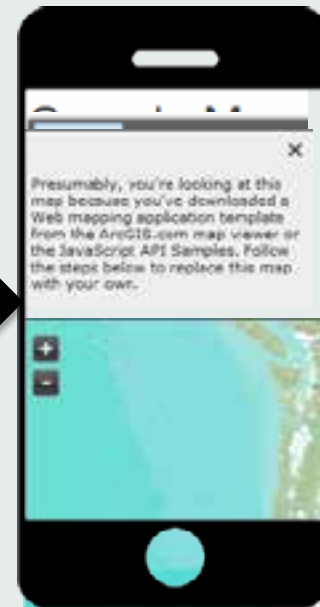 ×
Presumably, you're looking at this
map because you've downloaded a
Web mapping application template
from the ArcGIS.com map viewer or
the JavaScript API Samples. Follow
the steps below to replace this map
with your own.
+
-